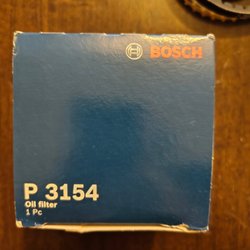 BOSCH
P 3154
Oil filter
1 Pc